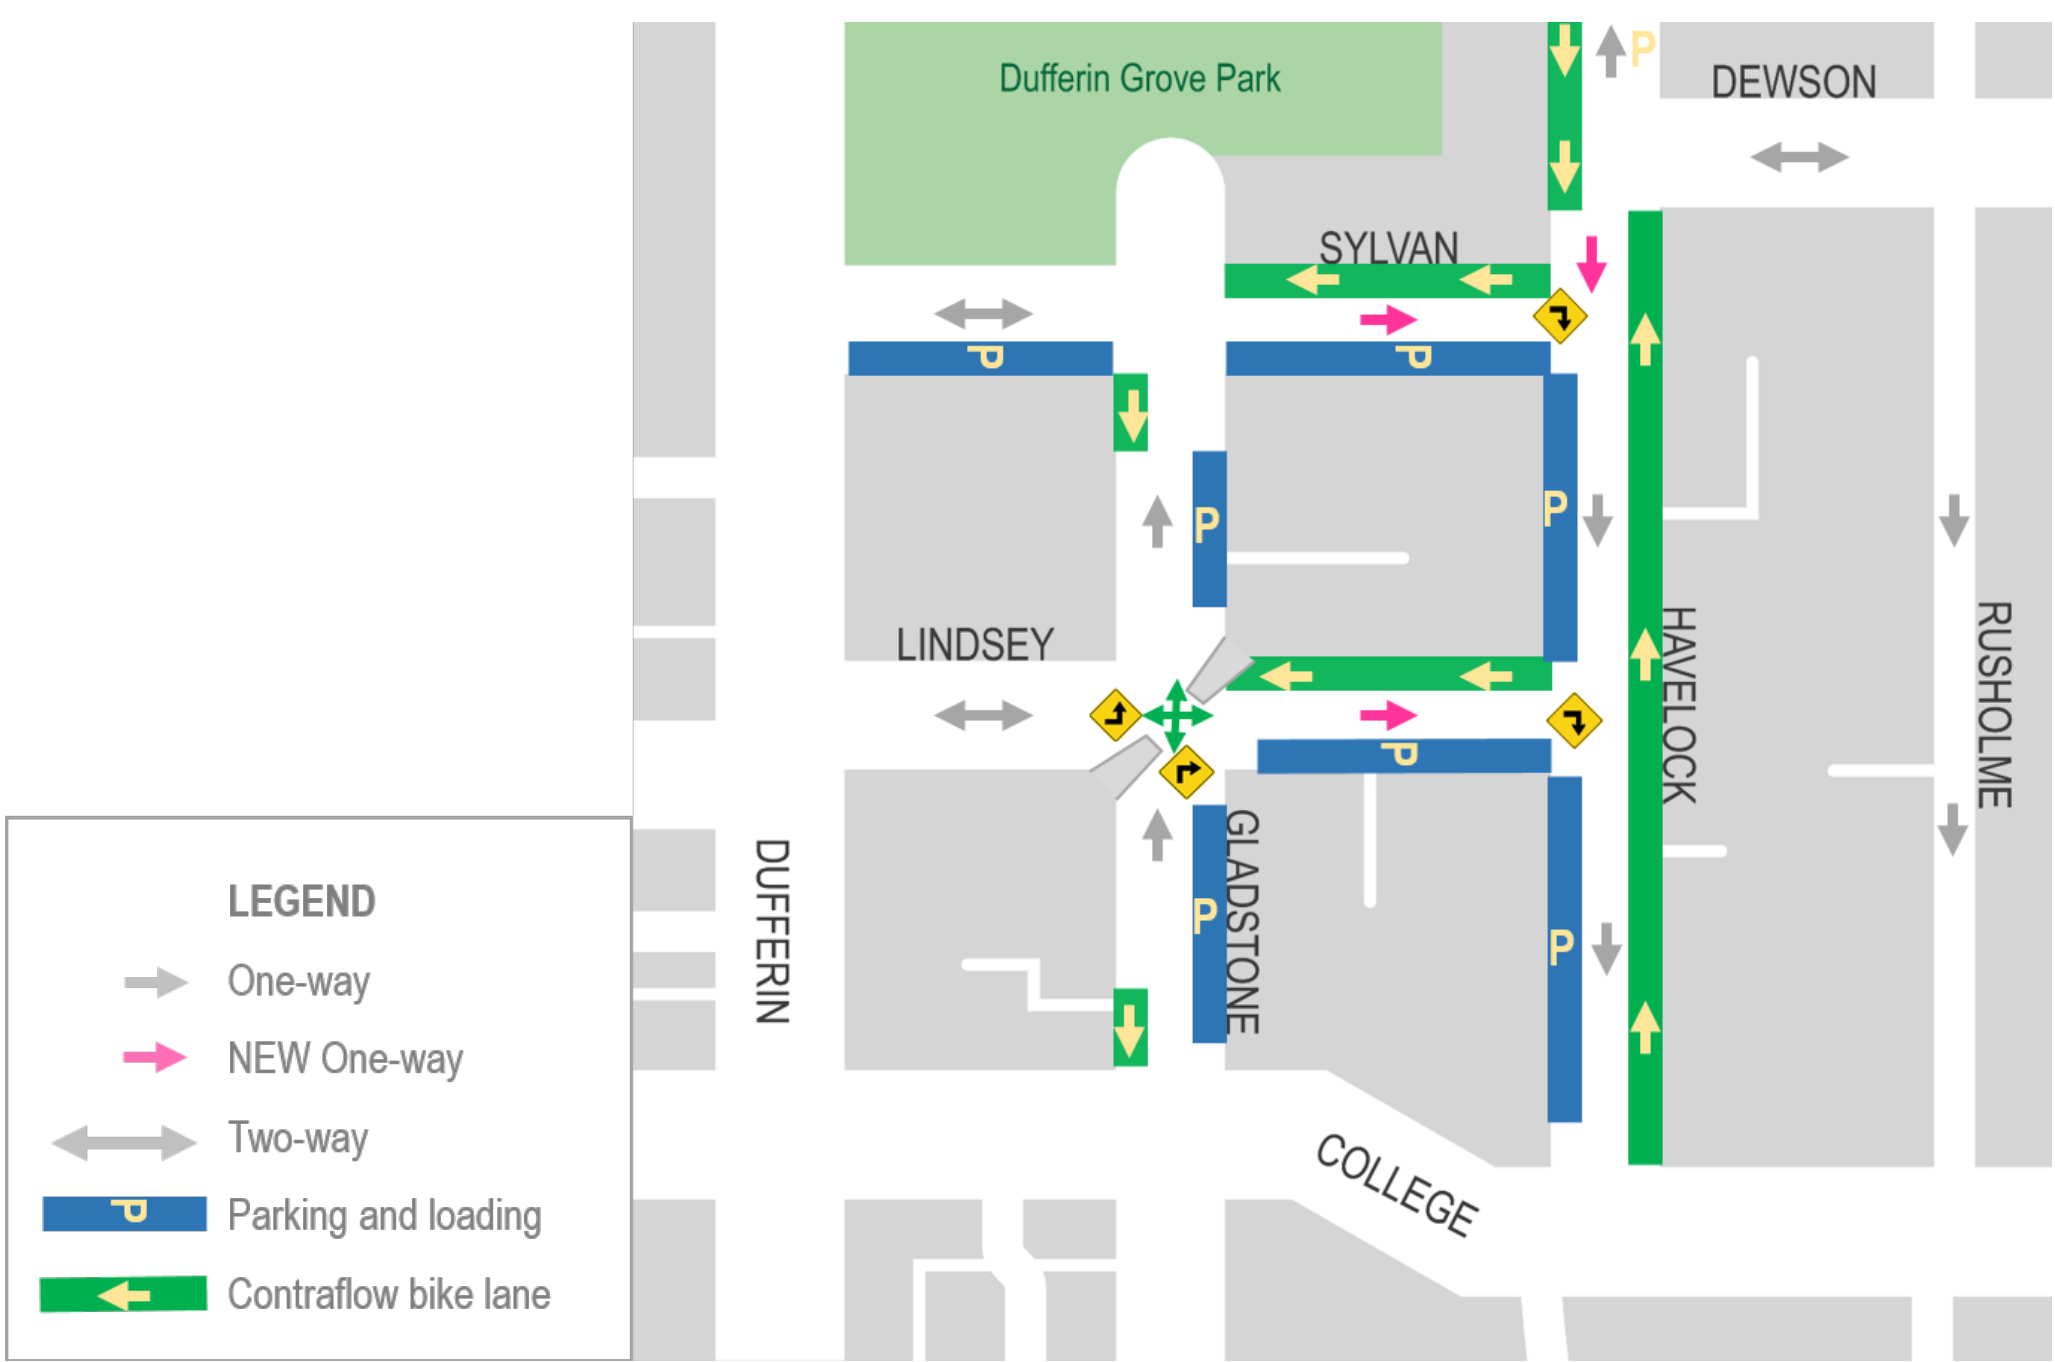 Dufferin Grove Park
P
DEWSON
SYLVAN
P
P
P
P
LINDSEY
HAVELOCK
RUSHOLME
P
DUFFERIN
GLADSTONE
P
P
COLLEGE
LEGEND
One-way
NEW One-way
Two-way
P
Parking and loading
Contraflow bike lane